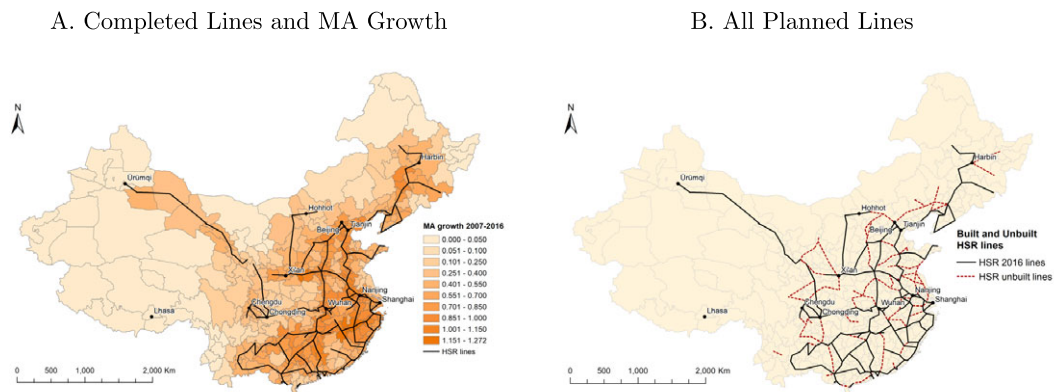 A. Completed Lines and MA Growth
N
Harbin
Ürümqi
Hohhot
Beijing
Tianjin
Xi'an
Nanjing
Shanghai
Chengdu
Wuhan
Chongqing
Lhasa
MA growth 2007-2016
0.000 - 0.050
0.051 - 0.100
0.101 - 0.250
0.251 - 0.400
0.401 - 0.550
0.551 - 0.700
0.701 - 0.850
0.851 - 1.000
1.001 - 1.150
1.151 - 1.272
HSR lines
0 500 1,000 2,000 Km
B. All Planned Lines
N
Harbin
Ürümqi
Hohhot
Beijing
Tianjin
Xi'an
Nanjing
Shanghai
Chengdu
Wuhan
Chongqing
Lhasa
Built and Unbuilt
HSR lines
HSR 2016 lines
HSR unbuilt lines
0 500 1,000 2,000 Km